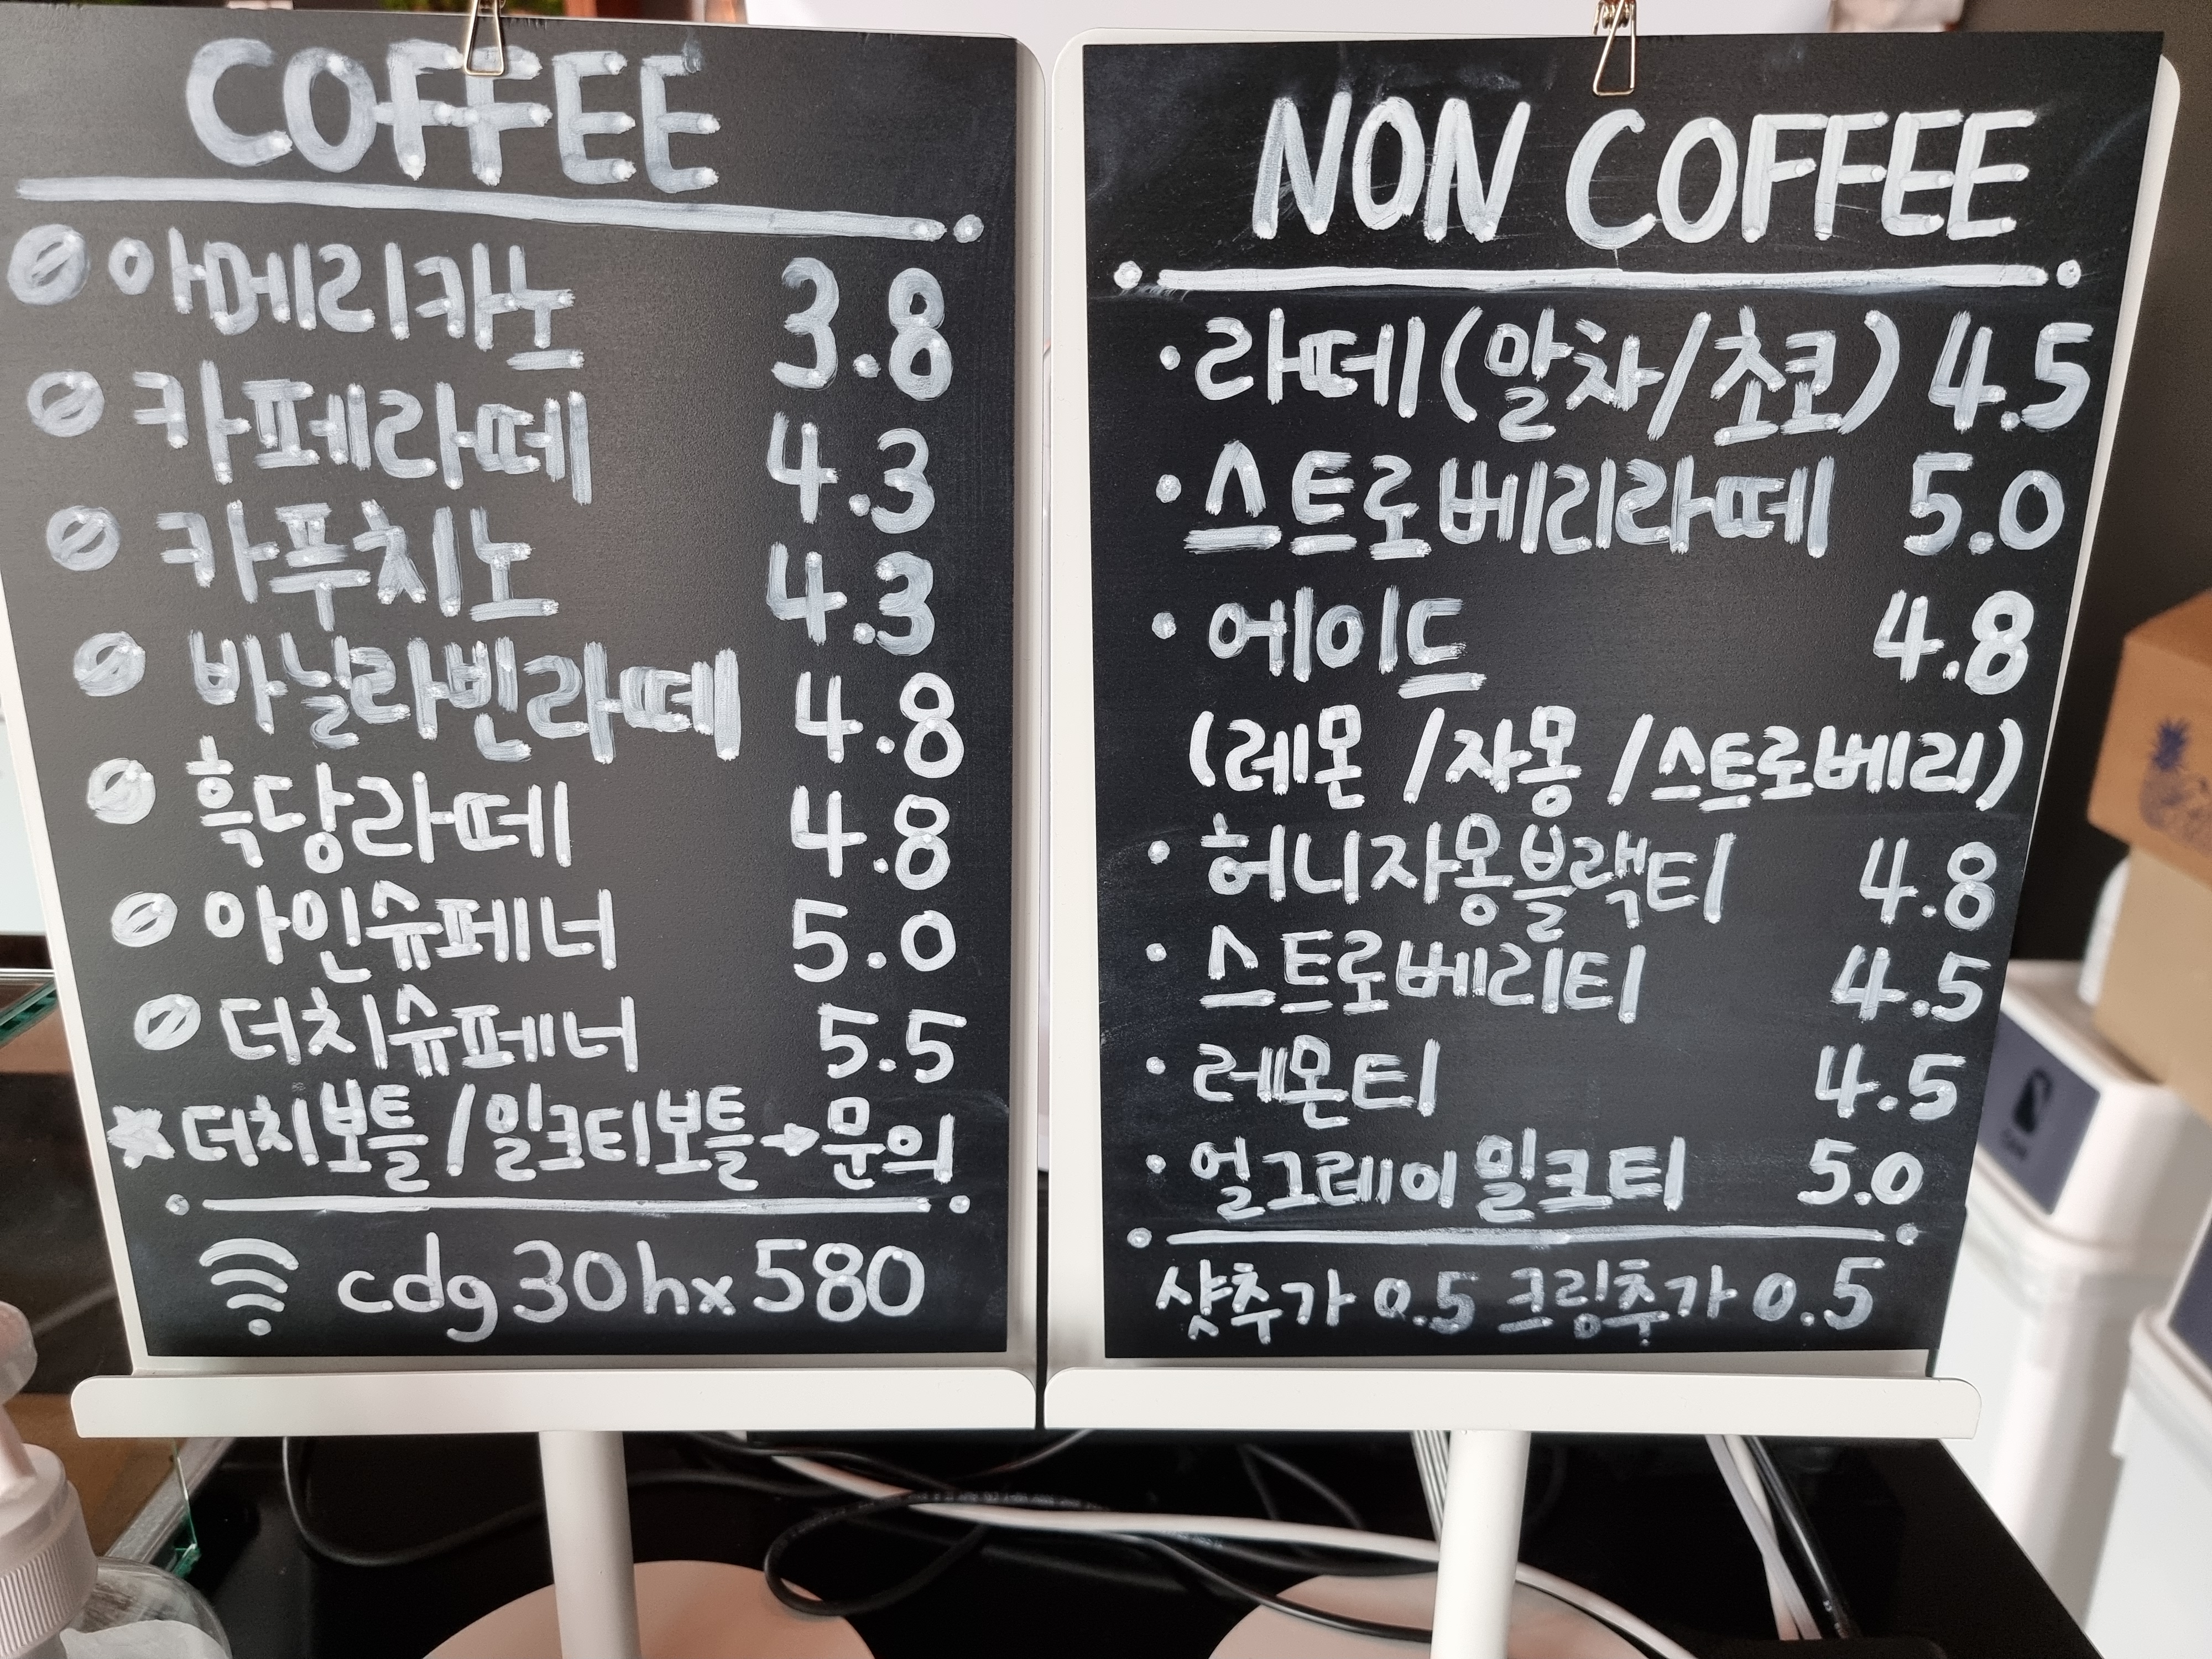 COFFEE
아메리카노 3.8
카페라떼 4.3
카푸치노 4.3
바닐라빈라떼 4.8
흑당라떼 4.8
아인슈페너 5.0
더치슈페너 5.5
★더치보틀/밀크티보틀→문의
cdg30hx580
NON COFFEE
·라떼(말차/초코) 4.5
·스트로베리라떼 5.0
·에이드 4.8
(레몬/자몽/스트로베리)
·허니자몽블랙티 4.8
·스트로베리티 4.5
·레몬티 4.5
·얼그레이밀크티 5.0
샷추가 0.5 크림추가 0.5